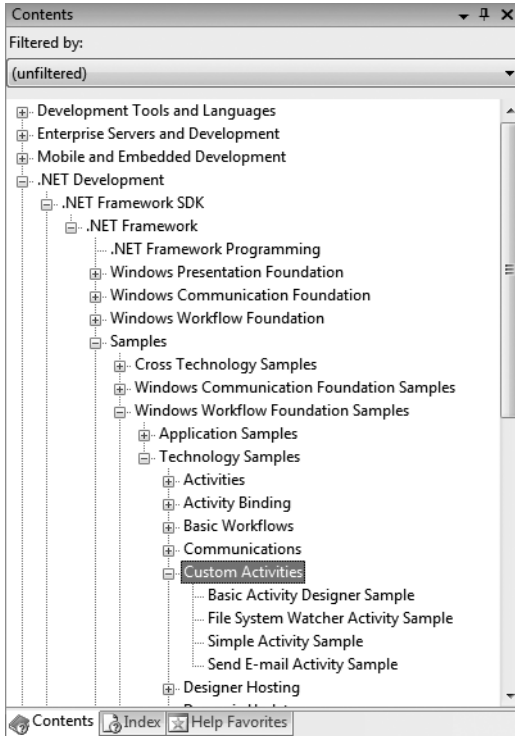 Contents
Filtered by:
(unfiltered)
Development Tools and Languages
Enterprise Servers and Development
Mobile and Embedded Development
.NET Development
.NET Framework SDK
.NET Framework
.NET Framework Programming
Windows Presentation Foundation
Windows Communication Foundation
Windows Workflow Foundation
Samples
Cross Technology Samples
Windows Communication Foundation Samples
Windows Workflow Foundation Samples
Application Samples
Technology Samples
Activities
Activity Binding
Basic Workflows
Communications
Custom Activities
Basic Activity Designer Sample
File System Watcher Activity Sample
Simple Activity Sample
Send E-mail Activity Sample
Designer Hosting
Contents Index Help Favorites